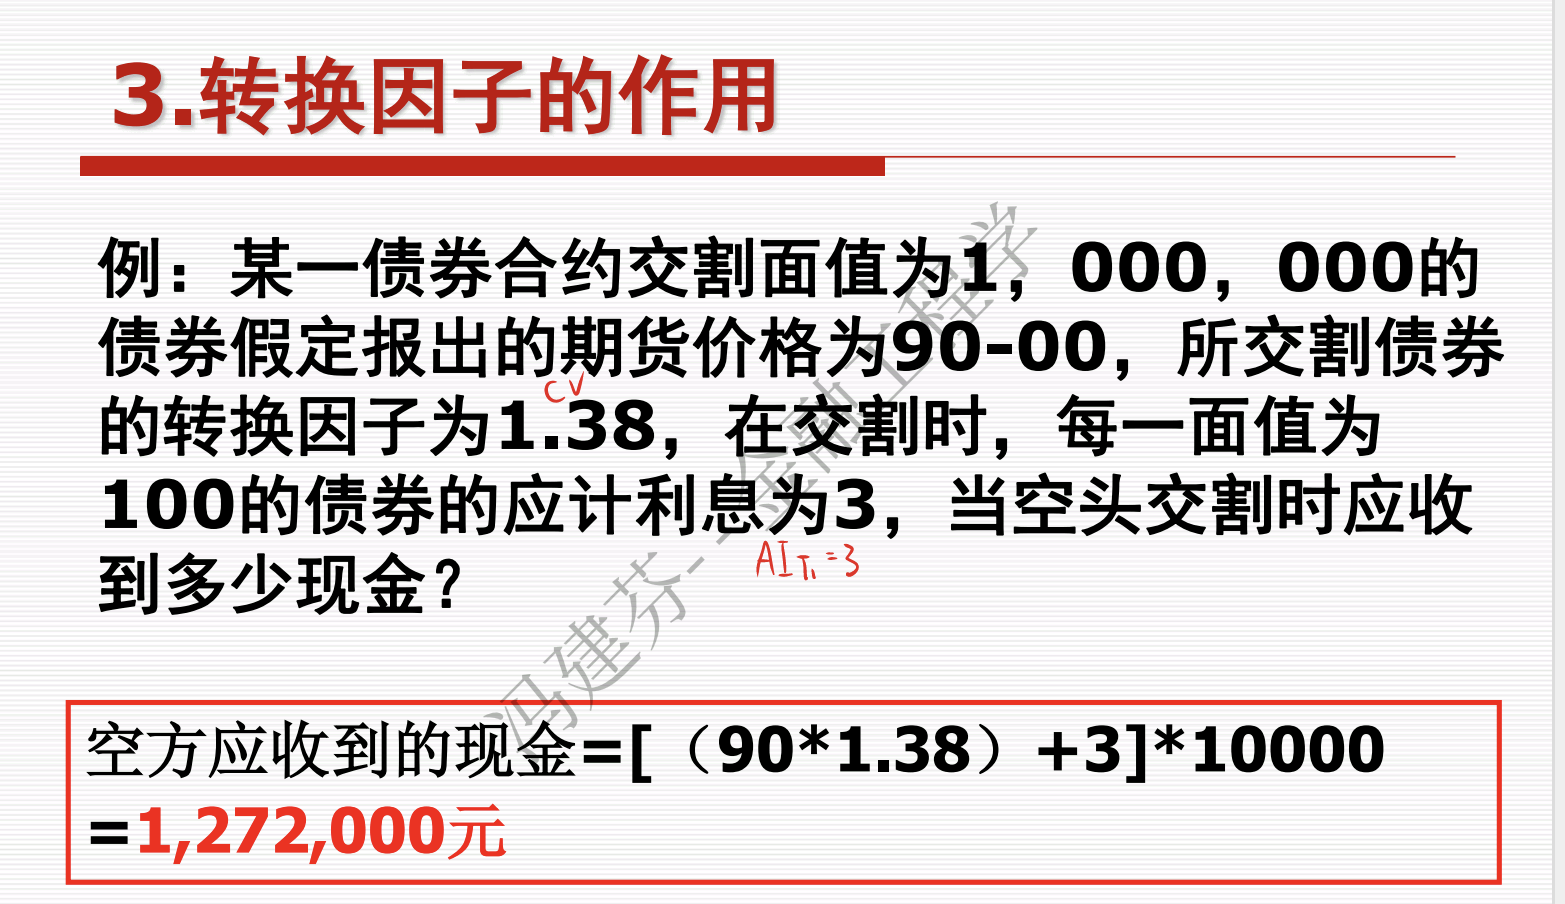 3.转换因子的作用
例：某一债券合约交割面值为1，000，000的
债券假定报出的期货价格为90-00，所交割债券
cv
的转换因子为1.38，在交割时，每一面值为
100的债券的应计利息为3，当空头交割时应收
AI_T₁=3
到多少现金？
冯建芬--金融工程学
空方应收到的现金=[（90*1.38）+3]*10000
=1,272,000元